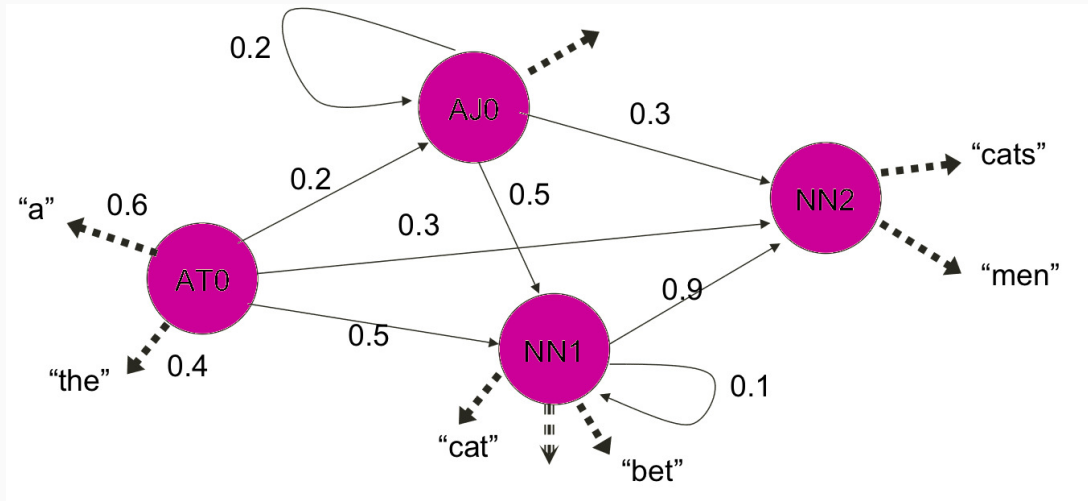 0.2
AJ0
0.3
“cats”
0.2
0.5
NN2
“a”
0.6
0.3
AT0
“men”
0.9
0.5
NN1
“the”
0.4
0.1
“cat”
“bet”